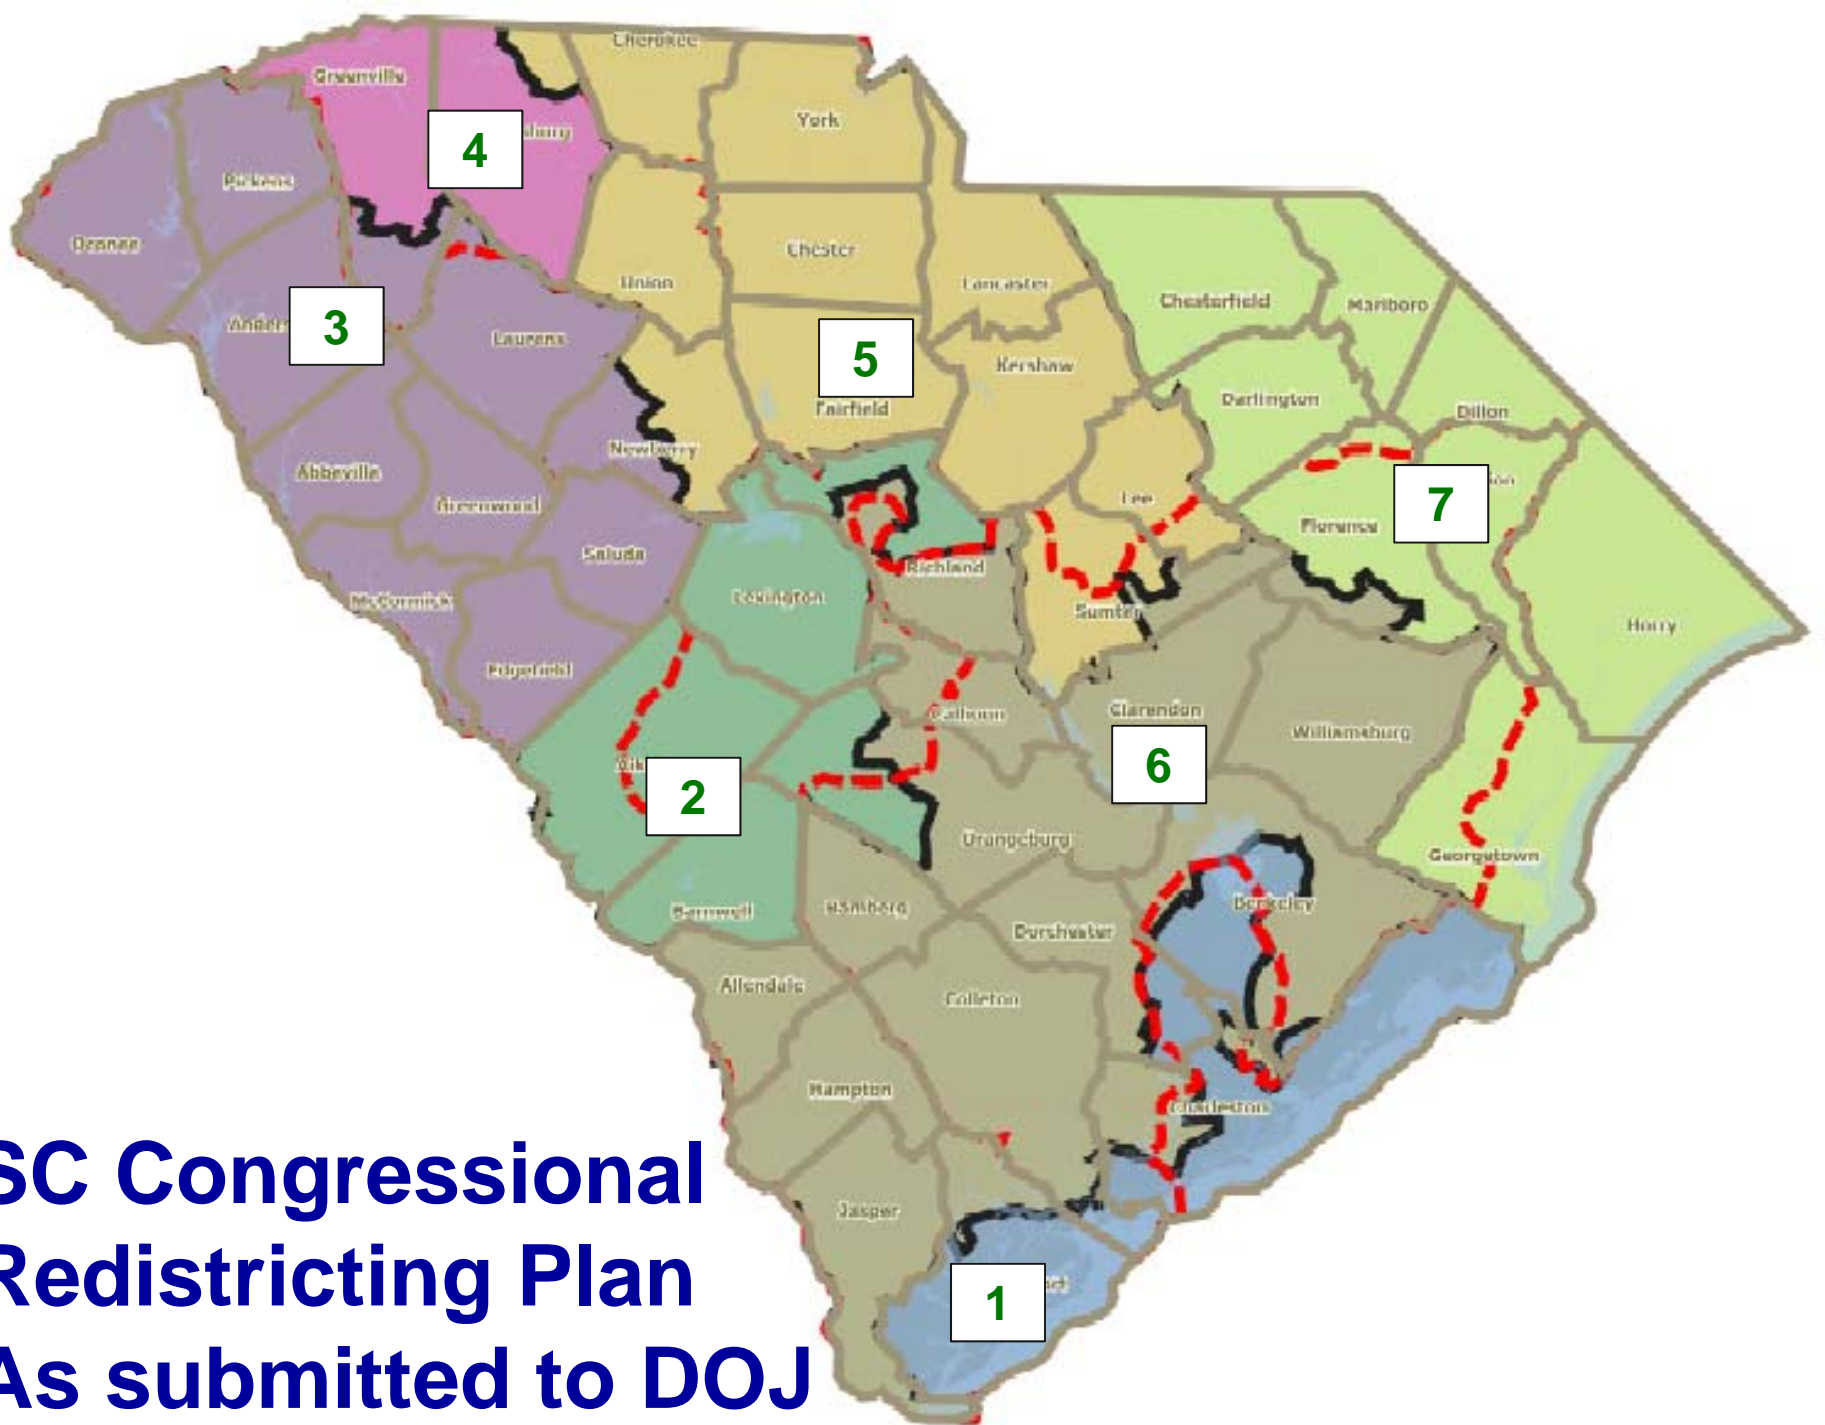 Cherokee
Greenville
4
York
Pickens
Oconee
Chester
Union
Lancaster
Chesterfield
Marlboro
3
Laurens
5
Kershaw
Fairfield
Darlington
Dillon
Newberry
Abbeville
Greenwood
Lee
7
Florence
Saluda
Richland
McCormick
Lexington
Sumter
Horry
Edgefield
Calhoun
Clarendon
Williamsburg
2
6
Orangeburg
Georgetown
Barnwell
Bamberg
Dorchester
Berkeley
Allendale
Colleton
Hampton
Charleston
Jasper
1
SC Congressional
Redistricting Plan
As submitted to DOJ